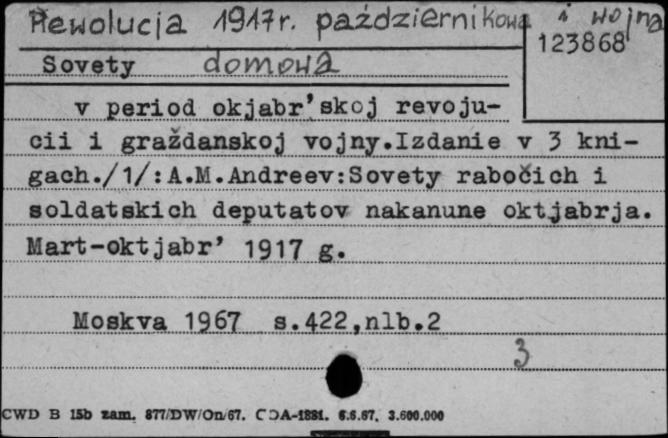 Rewolucja 1917r. październikowa i wojna
123868
Sovety domowa
v period okjabr'skoj revoju-
cii i graždanskoj vojny.Izdanie v 3 kni-
gach./1/:A.M.Andreev:Sovety rabočich i
soldatskich deputatov nakanune oktjabrja.
Mart-oktjabr' 1917 g.
Moskva 1967 s.422,nlb.2
3
CWD B 15b zam. 877/DW/On/67. CDA-1881. 6.6.67. 3.600.000